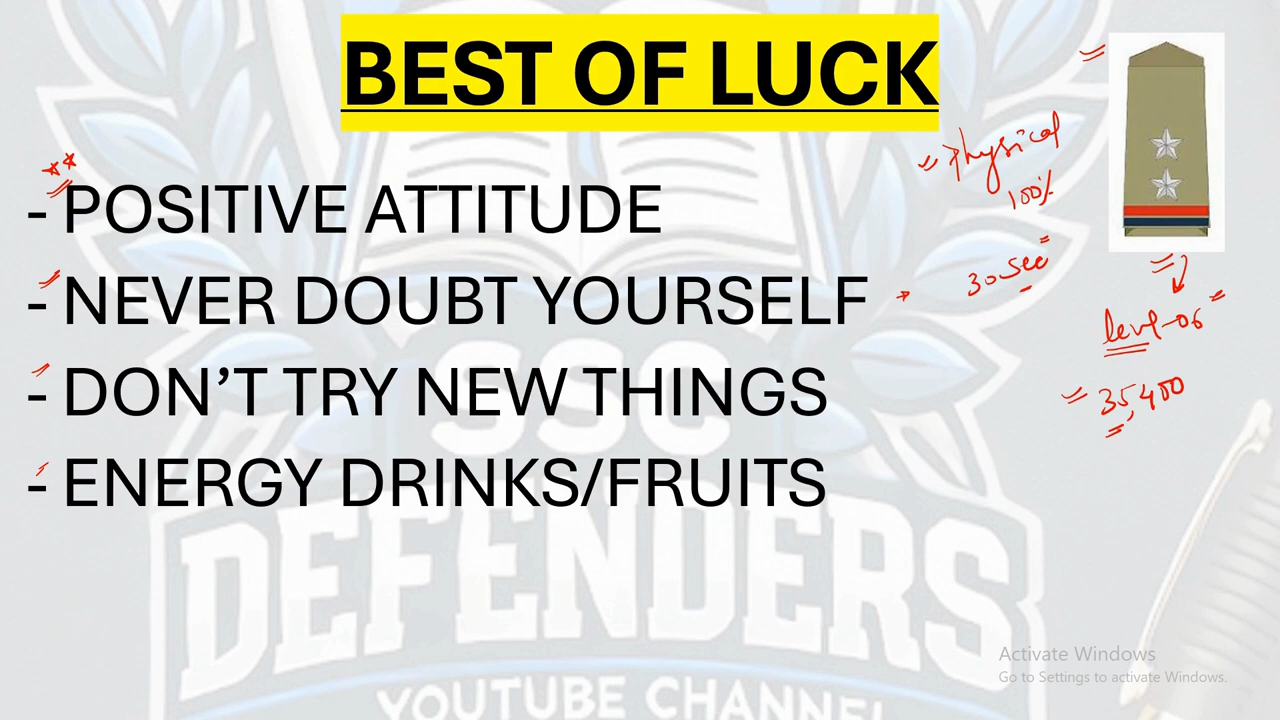 BEST OF LUCK
** 
- POSITIVE ATTITUDE
- NEVER DOUBT YOURSELF
- DON’T TRY NEW THINGS
- ENERGY DRINKS/FRUITS
Physical
100%
30 Sec
level-06
35,400
SSC
DEFENDERS
YOUTUBE CHANNEL
Activate Windows
Go to Settings to activate Windows.